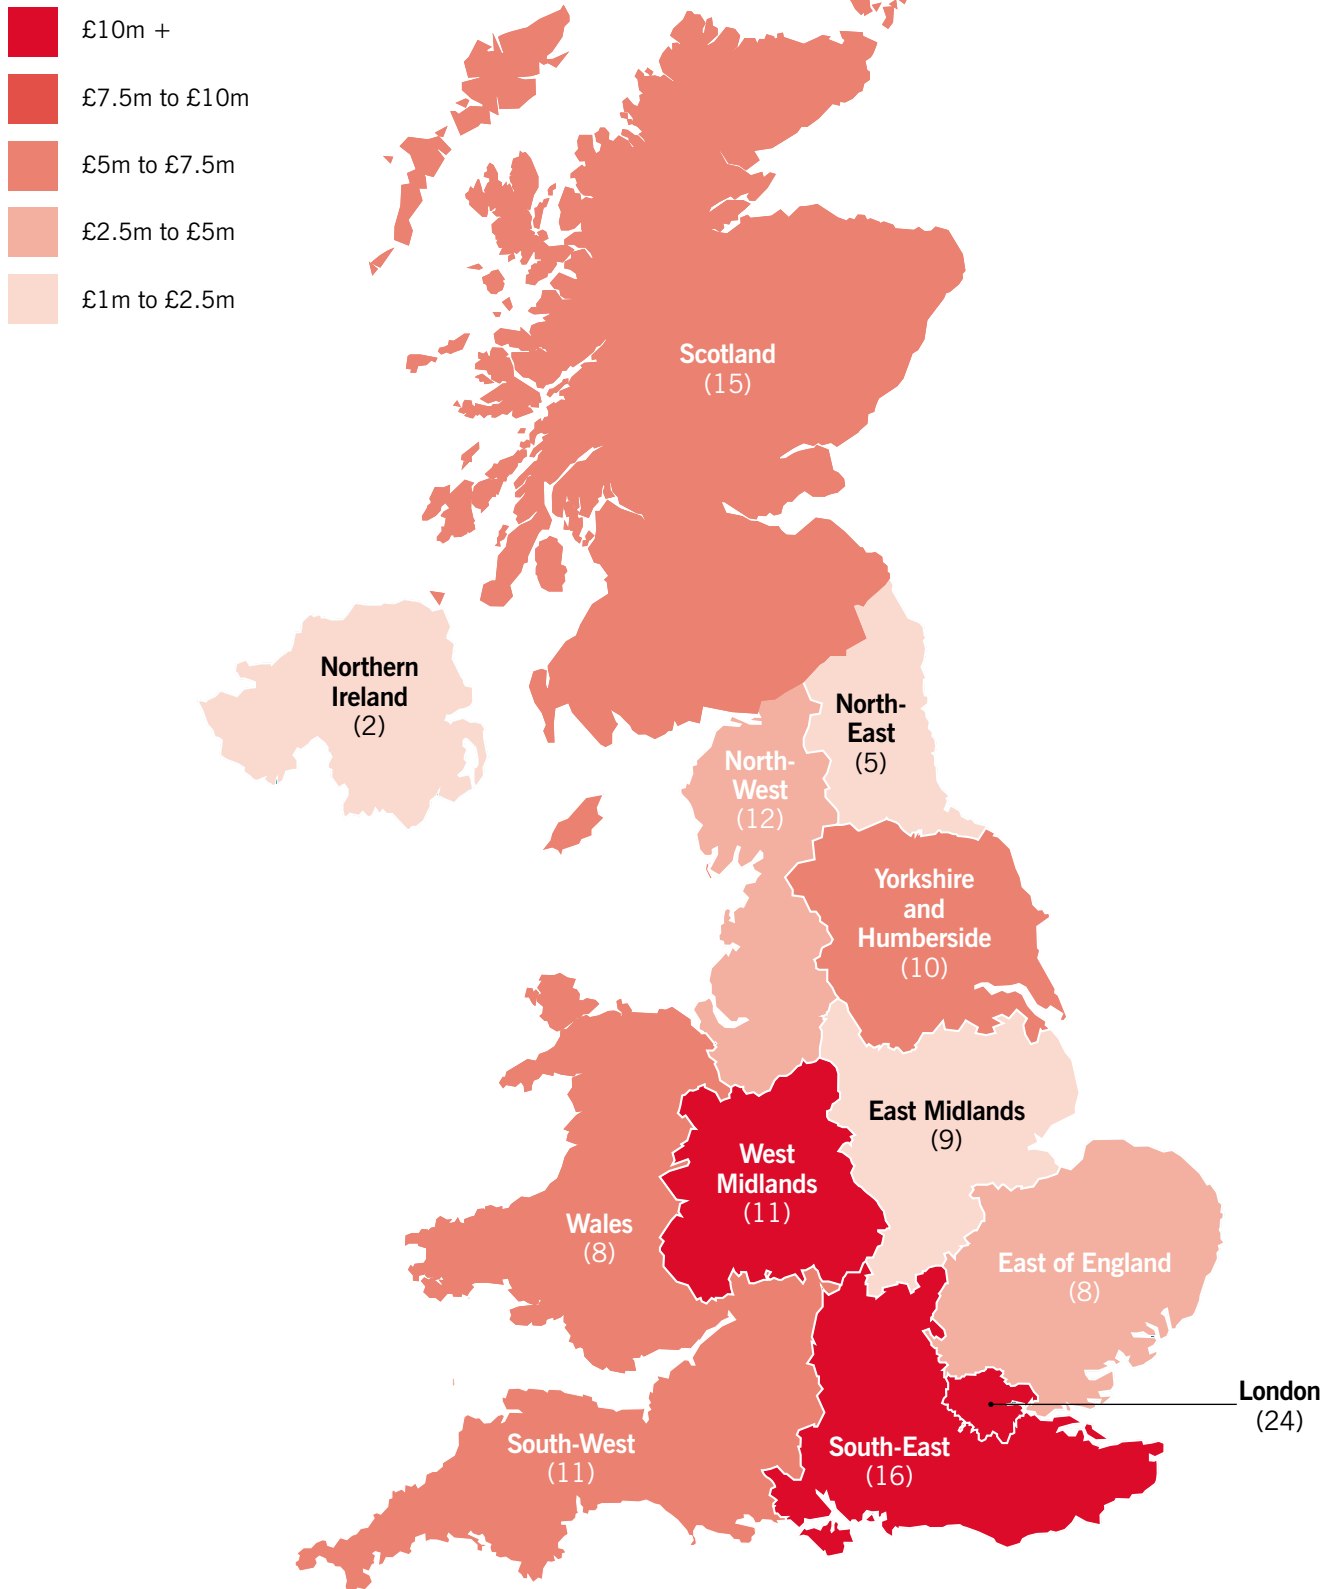 £10m +
£7.5m to £10m
£5m to £7.5m
£2.5m to £5m
£1m to £2.5m
Scotland
(15)
Northern
Ireland
(2)
North-
East
(5)
North-
West
(12)
Yorkshire
and
Humberside
(10)
East Midlands
(9)
West
Midlands
(11)
Wales
(8)
East of England
(8)
London
(24)
South-West
(11)
South-East
(16)